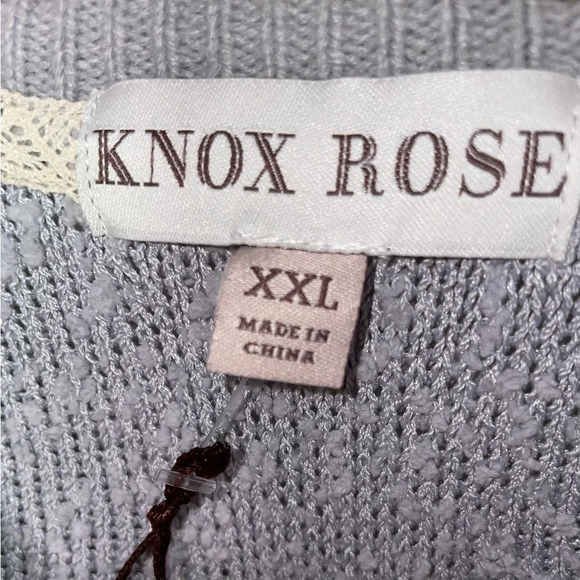 KNOX ROSE
XXL
MADE IN
CHINA